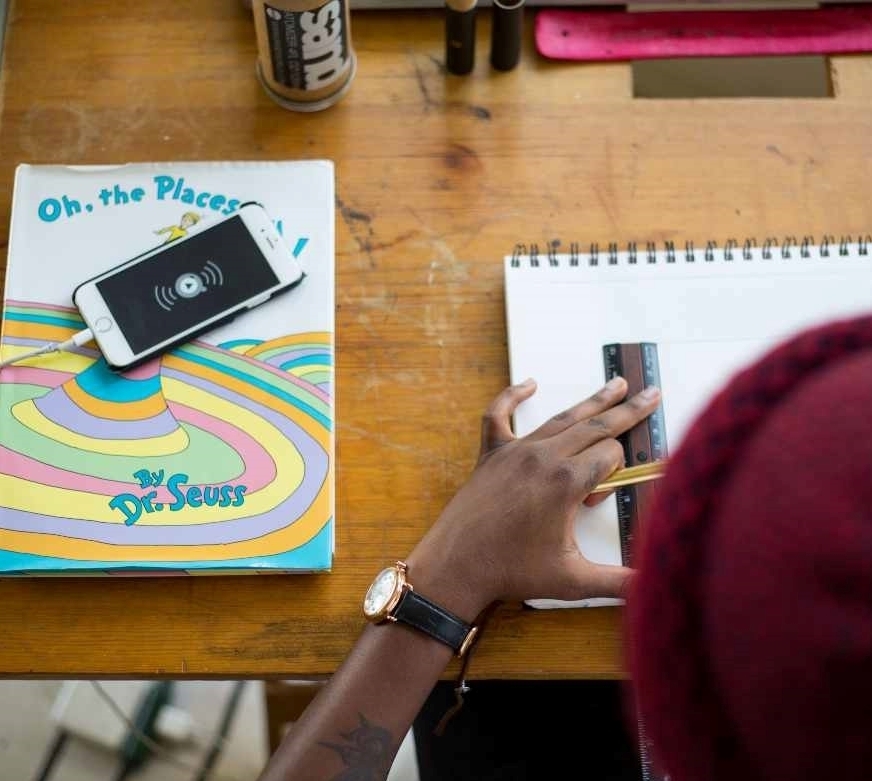 sand
Oh, the Places
By
Dr. Seuss